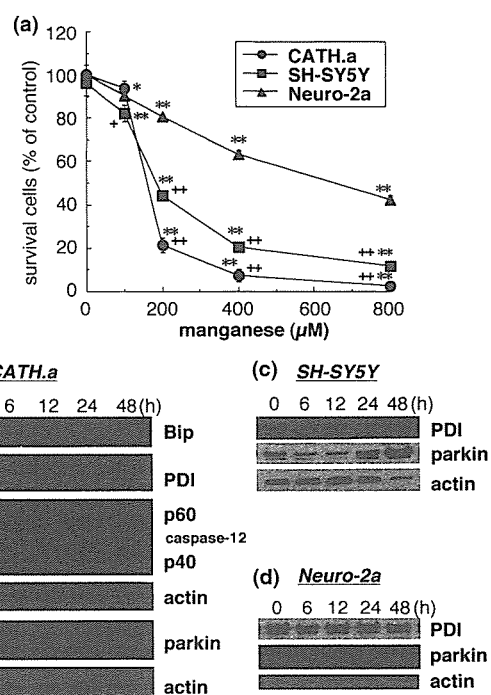 (a)
120
100
80
60
40
20
0
survival cells (% of control)
CATH.a
SH-SY5Y
Neuro-2a
*
**
+
**
**
**
++
**
++
**
**
++
**
++
**
++ **
++ **
0 200 400 600 800
manganese (µM)
CATH.a
6 12 24 48 (h)
Bip
PDI
p60
caspase-12
p40
actin
parkin
actin
(c) SH-SY5Y
0 6 12 24 48 (h)
PDI
parkin
actin
(d) Neuro-2a
0 6 12 24 48 (h)
PDI
parkin
actin